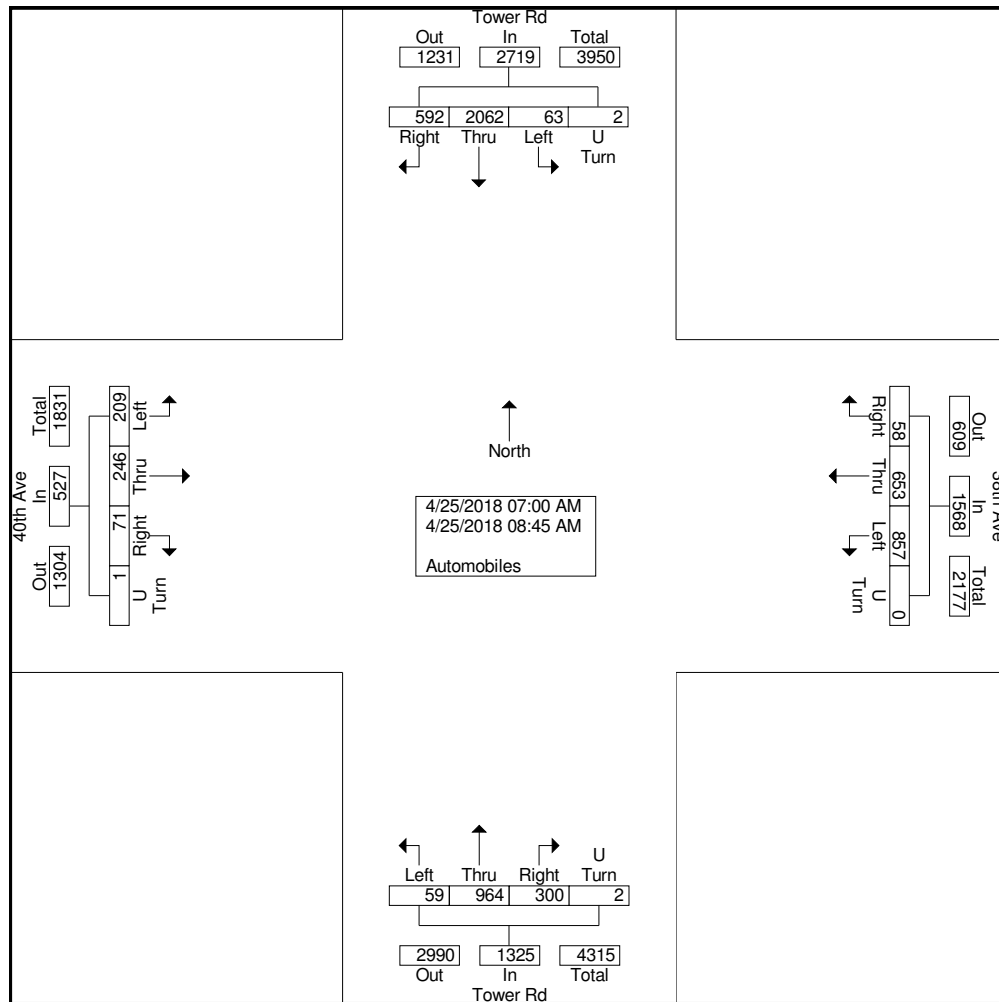 Tower Rd
Out In Total
1231 2719 3950
592 2062 63 2
Right Thru Left U Turn
40th Ave
Total In Out
1831 527 1304
209 246 71 1
Left Thru Right U Turn
North
4/25/2018 07:00 AM
4/25/2018 08:45 AM
Automobiles
Right Thru Left U Turn
58 653 857 0
Out In Total
609 1568 2177
Ave
Left Thru Right U Turn
59 964 300 2
2990 1325 4315
Out In Total
Tower Rd